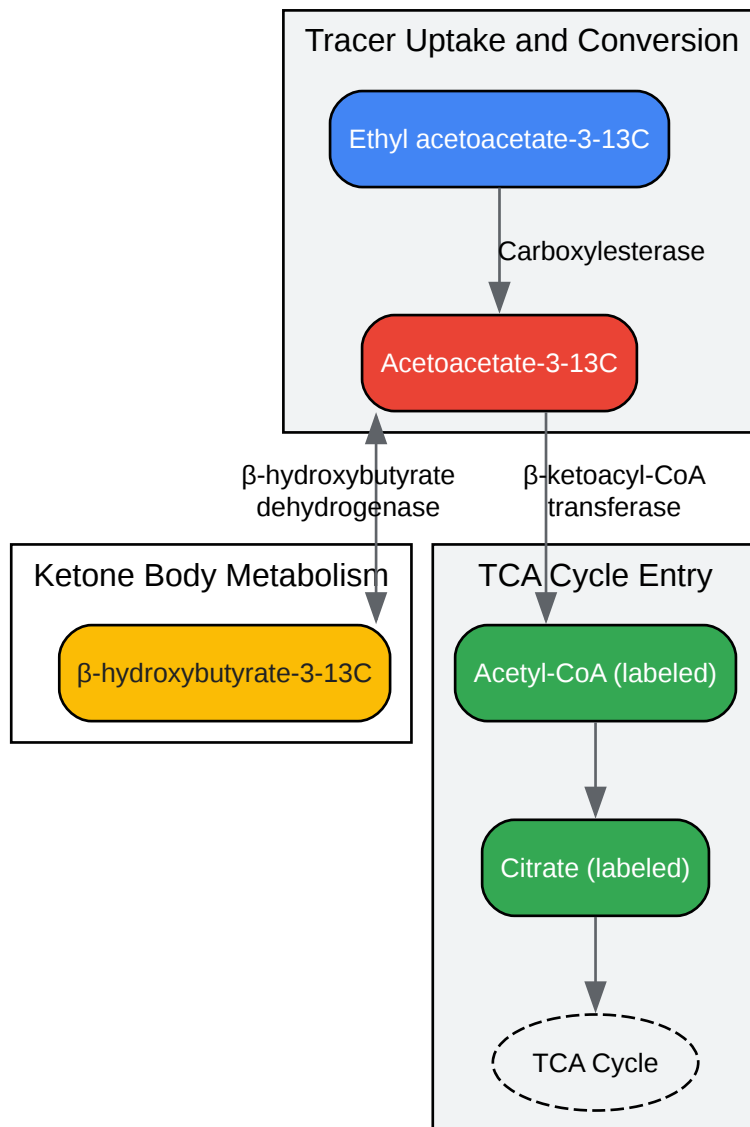 Tracer Uptake and Conversion
Ethyl acetoacetate-3-13C
Carboxylesterase
Acetoacetate-3-13C
β-hydroxybutyrate
dehydrogenase
β-ketoacyl-CoA
transferase
Ketone Body Metabolism
β-hydroxybutyrate-3-13C
TCA Cycle Entry
Acetyl-CoA (labeled)
Citrate (labeled)
TCA Cycle